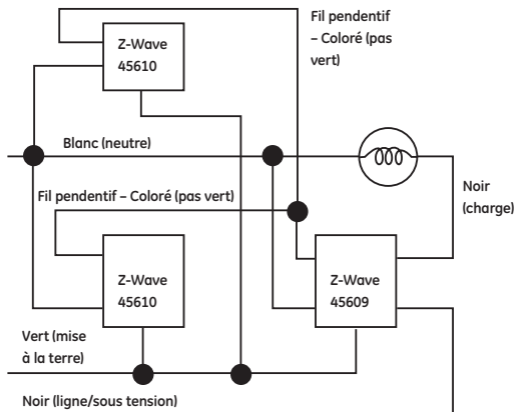 Fil pendentif
– Coloré (pas
vert)
Z-Wave
45610
Blanc (neutre)
Noir
(charge)
Fil pendentif – Coloré (pas vert)
Z-Wave
45610
Z-Wave
45609
Vert (mise
à la terre)
Noir (ligne/sous tension)